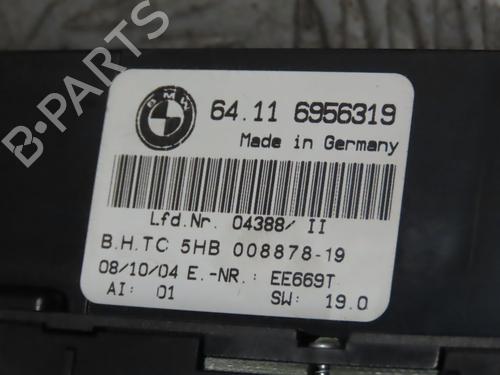 BMW
64.11 6956319
Made in Germany
Lfd.Nr. 04388/ II
B.H.TC 5HB 008878-19
08/10/04 E.-NR.: EE669T
AI: 01 SW: 19.0
B-PARTS